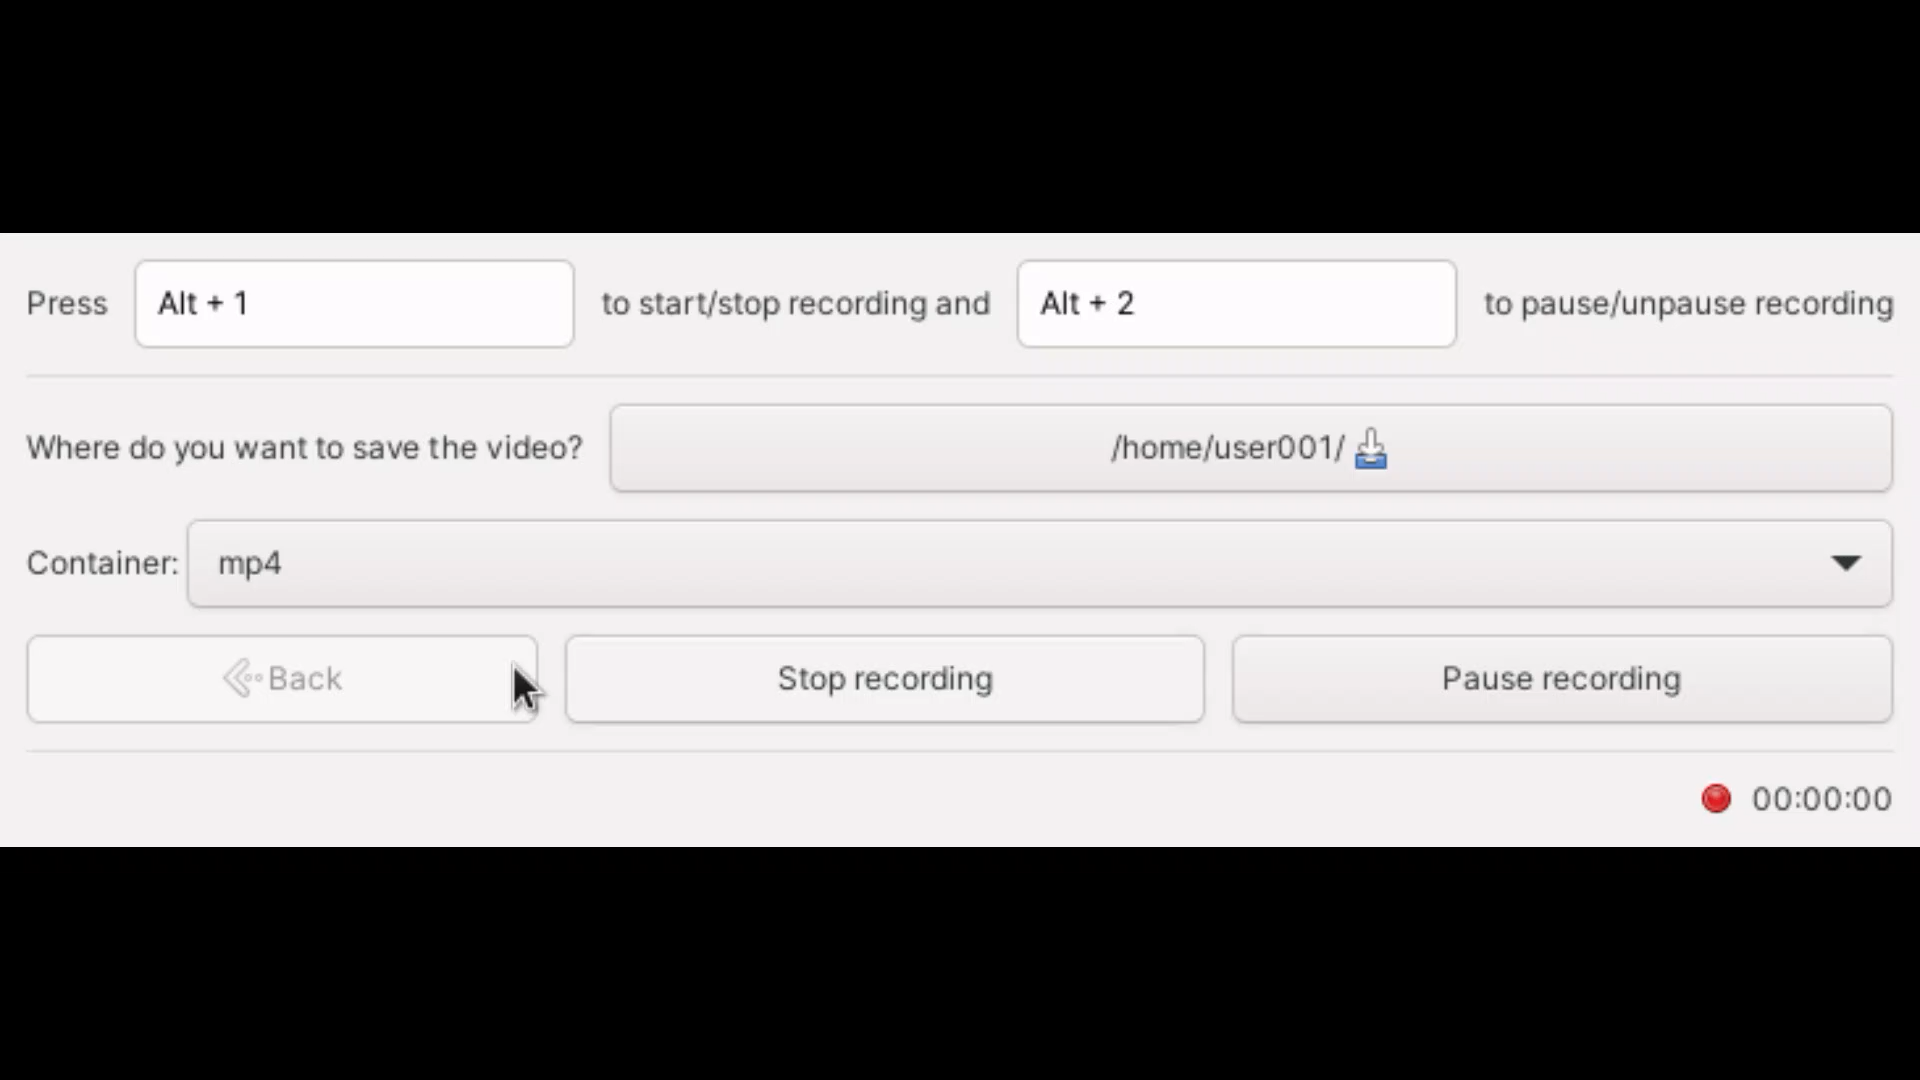 Press Alt + 1 to start/stop recording and Alt + 2 to pause/unpause recording
Where do you want to save the video? /home/user001/
Container: mp4
Back Stop recording Pause recording
00:00:00